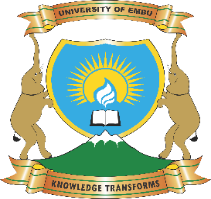 UNIVERSITY OF EMBU
KNOWLEDGE TRANSFORMS